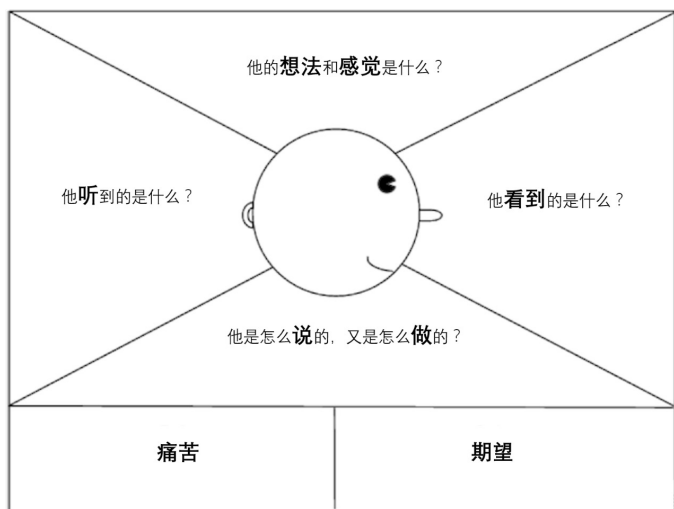 他的想法和感觉是什么？
他听到的是什么？
他看到的是什么？
他是怎么说的，又是怎么做的？
痛苦
期望